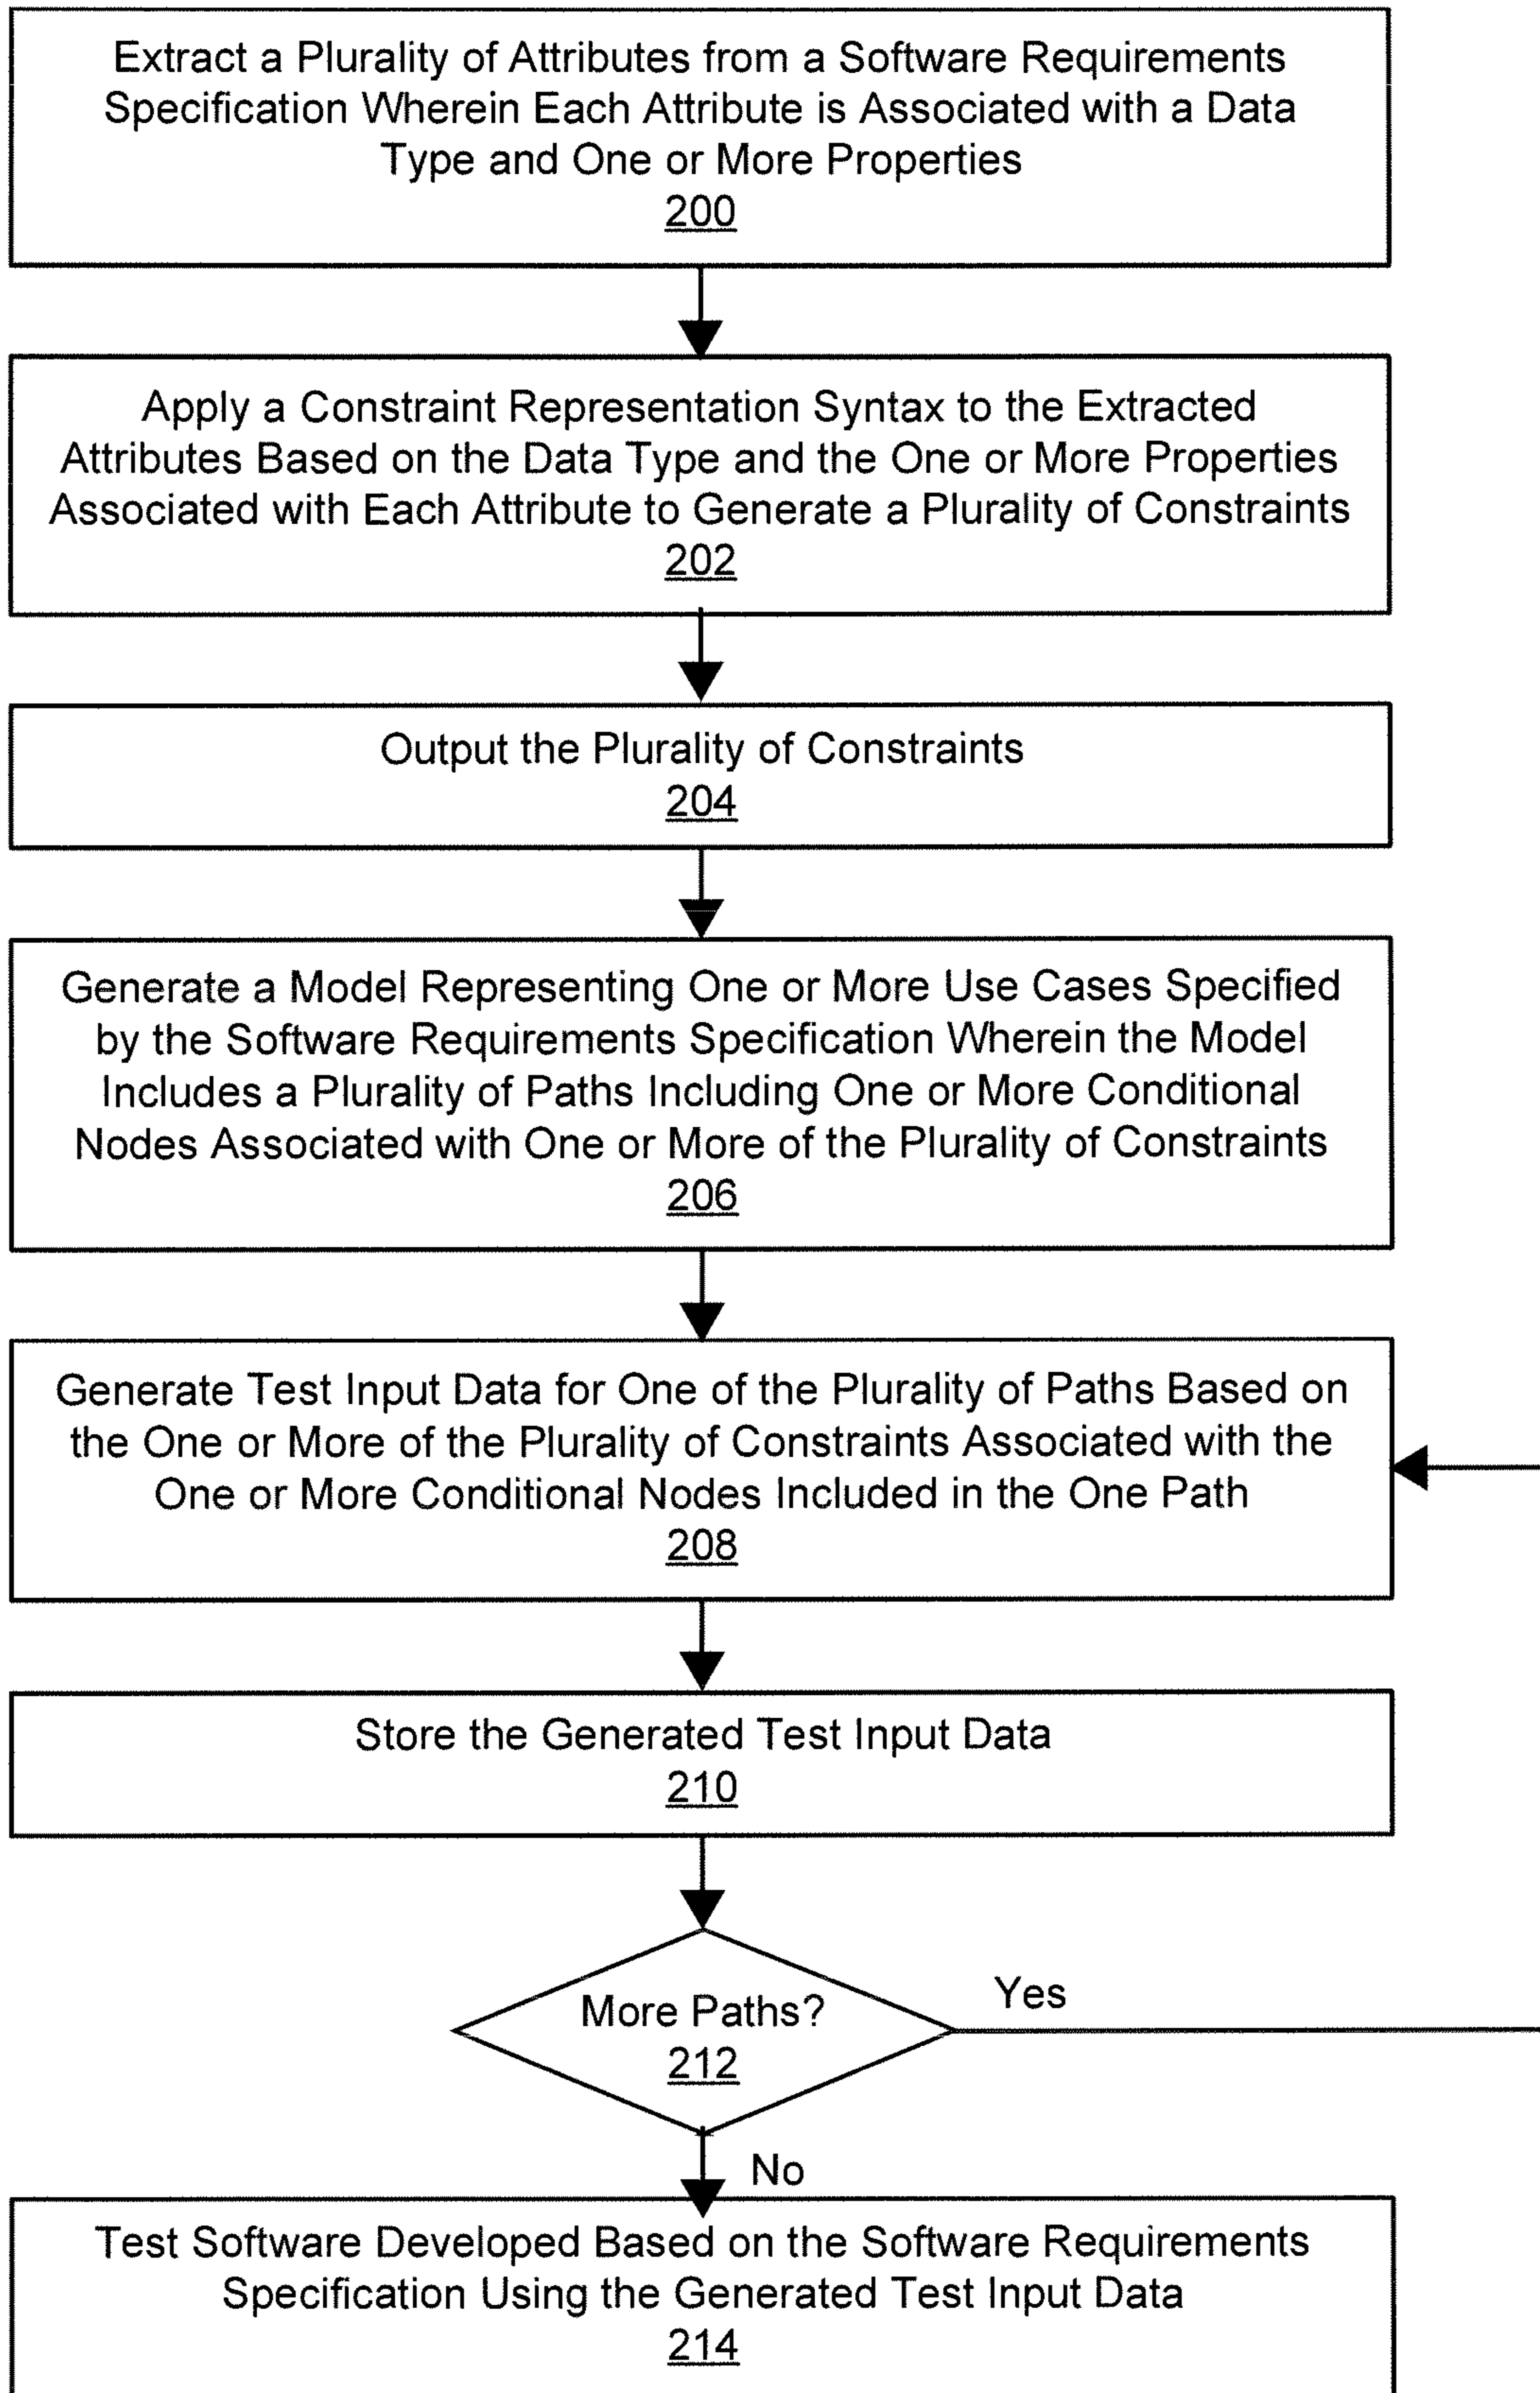 Extract a Plurality of Attributes from a Software Requirements
Specification Wherein Each Attribute is Associated with a Data
Type and One or More Properties
200
Apply a Constraint Representation Syntax to the Extracted
Attributes Based on the Data Type and the One or More Properties
Associated with Each Attribute to Generate a Plurality of Constraints
202
Output the Plurality of Constraints
204
Generate a Model Representing One or More Use Cases Specified
by the Software Requirements Specification Wherein the Model
Includes a Plurality of Paths Including One or More Conditional
Nodes Associated with One or More of the Plurality of Constraints
206
Generate Test Input Data for One of the Plurality of Paths Based on
the One or More of the Plurality of Constraints Associated with the
One or More Conditional Nodes Included in the One Path
208
Store the Generated Test Input Data
210
Yes
More Paths?
212
No
Test Software Developed Based on the Software Requirements
Specification Using the Generated Test Input Data
214